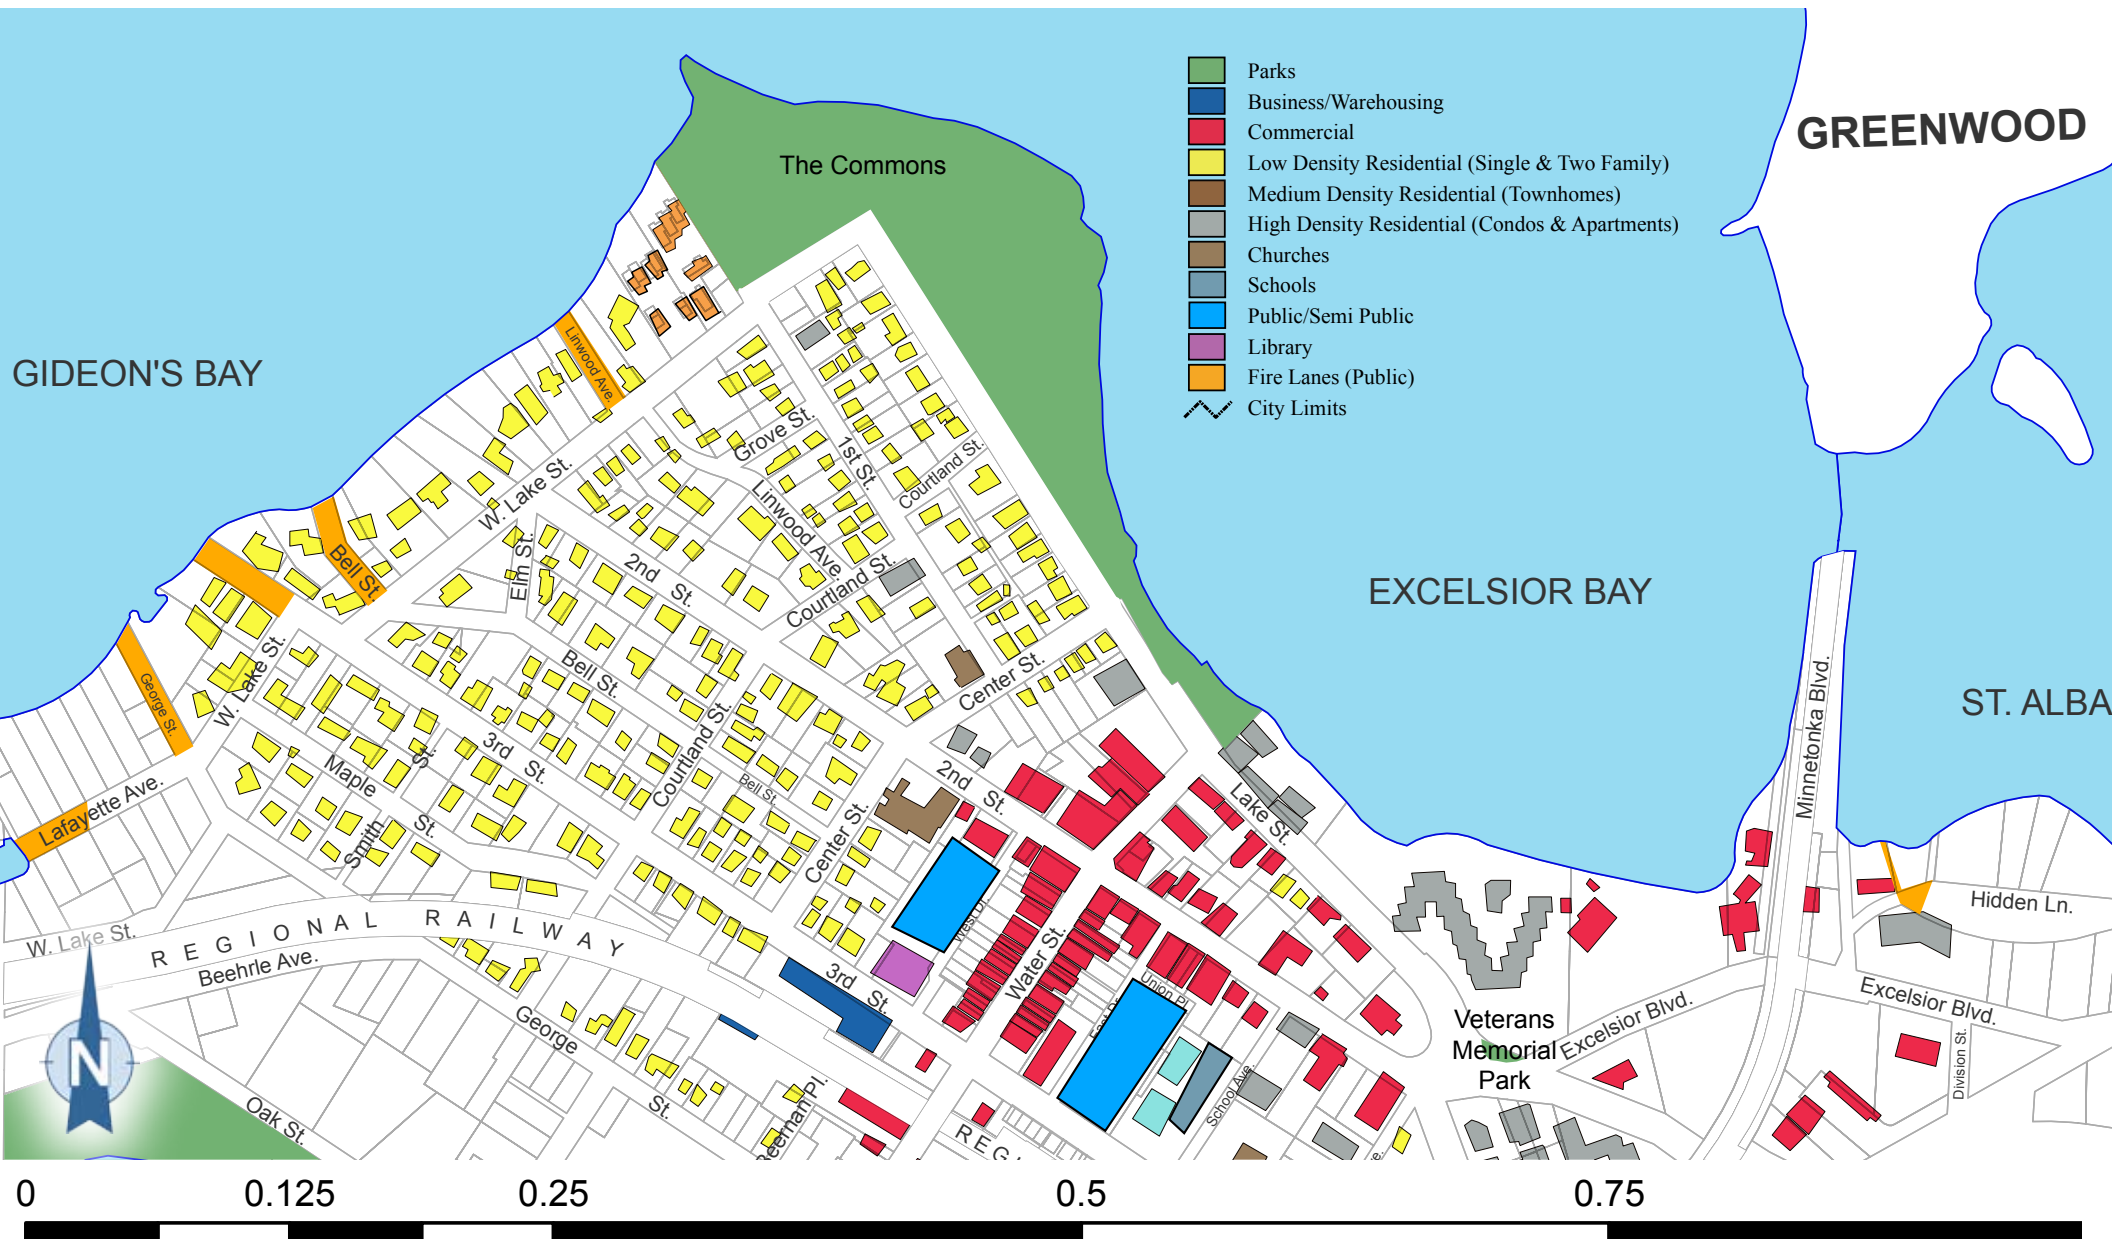 Parks
Business/Warehousing
Commercial
Low Density Residential (Single & Two Family)
Medium Density Residential (Townhomes)
High Density Residential (Condos & Apartments)
Churches
Schools
Public/Semi Public
Library
Fire Lanes (Public)
City Limits
GREENWOOD
The Commons
GIDEON'S BAY
EXCELSIOR BAY
ST. ALBA
Linwood Ave.
Grove St.
1st St.
Courtland St.
W. Lake St.
Linwood Ave.
Elm St.
2nd St.
Courtland St.
Bell St.
George St.
W. Lake St.
Bell St.
Center St.
Courtland St.
3rd St.
Maple St.
Smith St.
Bell St.
Center St.
2nd St.
Lake St.
Lafayette Ave.
Minnetonka Blvd.
W. Lake St.
REGIONAL RAILWAY
Beehrle Ave.
West Dr.
Water St.
3rd St.
Union Pl.
East Dr.
Hidden Ln.
Excelsior Blvd.
Excelsior Blvd.
Division St.
Veterans
Memorial
Park
George St.
Oak St.
Beeman Pl.
School Ave.
REGI
e.
N
0
0.125
0.25
0.5
0.75